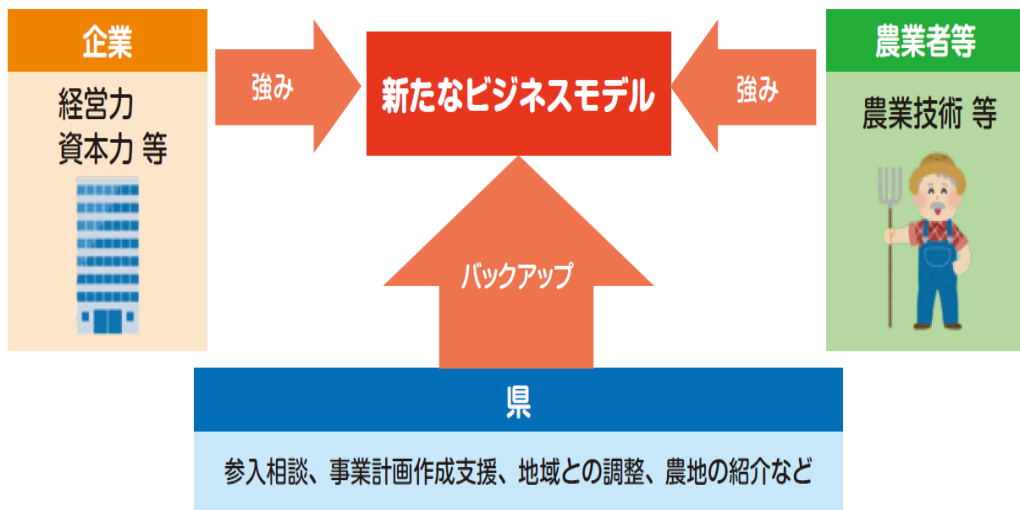 企業
経営力
資本力 等
強み
新たなビジネスモデル
強み
農業者等
農業技術 等
バックアップ
県
参入相談、事業計画作成支援、地域との調整、農地の紹介など